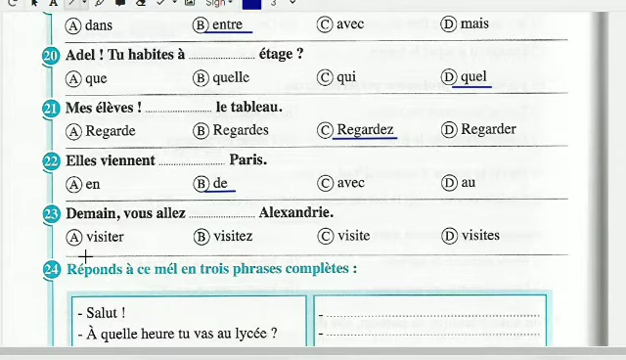 Sign
3
A dans B entre C avec D mais
20 Adel ! Tu habites à .................... étage ?
A que B quelle C qui D quel
21 Mes élèves ! .................... le tableau.
A Regarde B Regardes C Regardez D Regarder
22 Elles viennent .................... Paris.
A en B de C avec D au
23 Demain, vous allez .................... Alexandrie.
A visiter B visitez C visite D visites
24 Réponds à ce mél en trois phrases complètes :
- Salut !
- À quelle heure tu vas au lycée ?
- ....................
- ....................